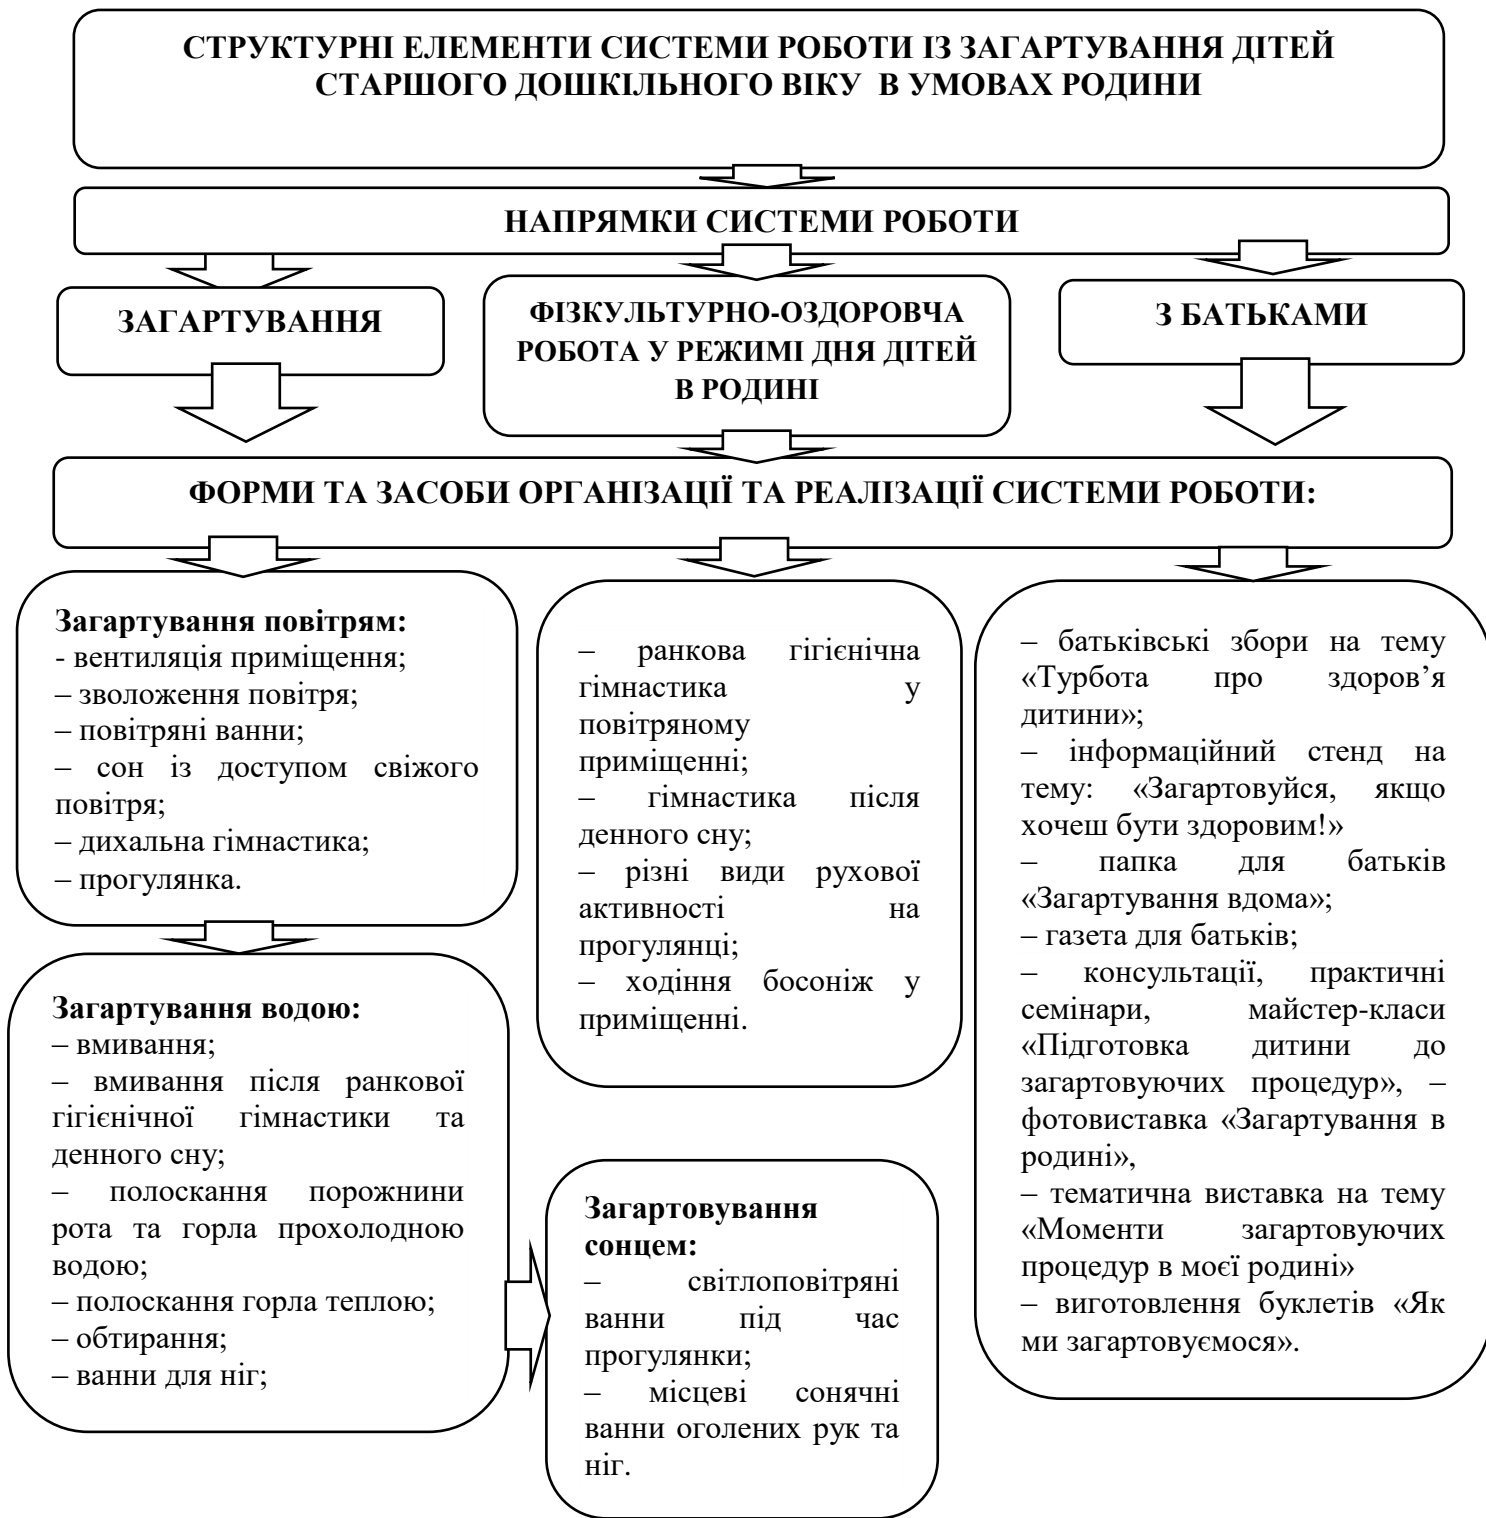 СТРУКТУРНІ ЕЛЕМЕНТИ СИСТЕМИ РОБОТИ ІЗ ЗАГАРТУВАННЯ ДІТЕЙ
СТАРШОГО ДОШКІЛЬНОГО ВІКУ В УМОВАХ РОДИНИ
НАПРЯМКИ СИСТЕМИ РОБОТИ
ЗАГАРТУВАННЯ
ФІЗКУЛЬТУРНО-ОЗДОРОВЧА
РОБОТА У РЕЖИМІ ДНЯ ДІТЕЙ
В РОДИНІ
З БАТЬКАМИ
ФОРМИ ТА ЗАСОБИ ОРГАНІЗАЦІЇ ТА РЕАЛІЗАЦІЇ СИСТЕМИ РОБОТИ:
Загартування повітрям:
- вентиляція приміщення;
– зволоження повітря;
– повітряні ванни;
– сон із доступом свіжого
повітря;
– дихальна гімнастика;
– прогулянка.
Загартування водою:
– вмивання;
– вмивання після ранкової
гігієнічної гімнастики та
денного сну;
– полоскання порожнини
рота та горла прохолодною
водою;
– полоскання горла теплою;
– обтирання;
– ванни для ніг;
– ранкова гігієнічна
гімнастика у
повітряному
приміщенні;
– гімнастика після
денного сну;
– різні види рухової
активності на
прогулянці;
– ходіння босоніж у
приміщенні.
Загартовування
сонцем:
– світлоповітряні
ванни під час
прогулянки;
– місцеві сонячні
ванни оголених рук та
ніг.
– батьківські збори на тему
«Турбота про здоров’я
дитини»;
– інформаційний стенд на
тему: «Загартовуйся, якщо
хочеш бути здоровим!»
– папка для батьків
«Загартування вдома»;
– газета для батьків;
– консультації, практичні
семінари, майстер-класи
«Підготовка дитини до
загартовуючих процедур», –
фотовиставка «Загартування в
родині»,
– тематична виставка на тему
«Моменти загартовуючих
процедур в моєї родині»
– виготовлення буклетів «Як
ми загартовуємося».